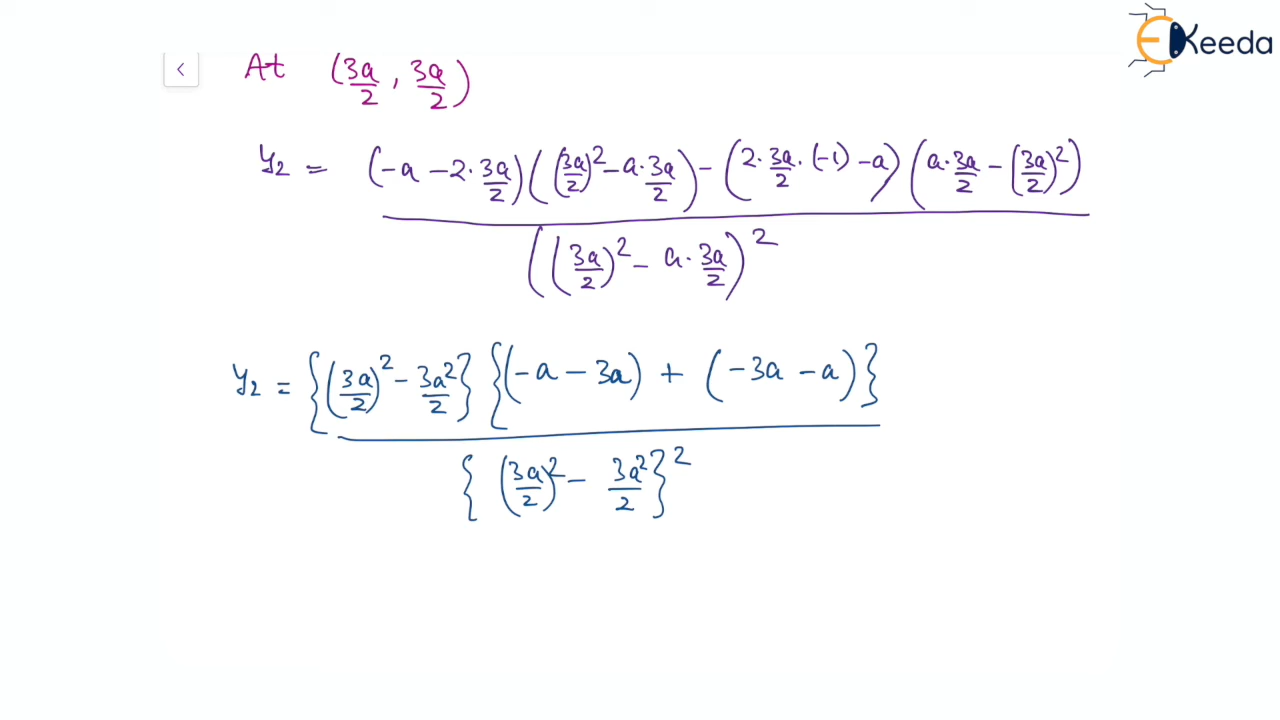 EKeeda
At (3a/2, 3a/2)
y₂ = (-a - 2·3a/2)((3a/2)² - a·3a/2) - (2·3a/2·(-1) - a)(a·3a/2 - (3a/2)²)
((3a/2)² - a·3a/2)²
y₂ = {(3a/2)² - 3a²/2} {(-a - 3a) + (-3a - a)}
{(3a/2)² - 3a²/2}²